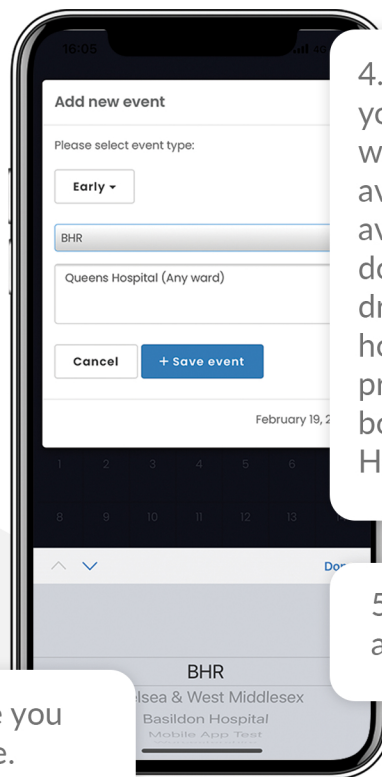 16:05
Add new event
Please select event type:
Early
BHR
Queens Hospital (Any ward)
Cancel
+ Save event
February 19, 2
1 2 3 4 5 6
8 9 10 11 12 13
BHR
lsea & West Middlesex
Basildon Hospital
Mobile App Test
4.
yo
w
av
av
do
dr
ho
pr
bo
H
5
a
e you
e.